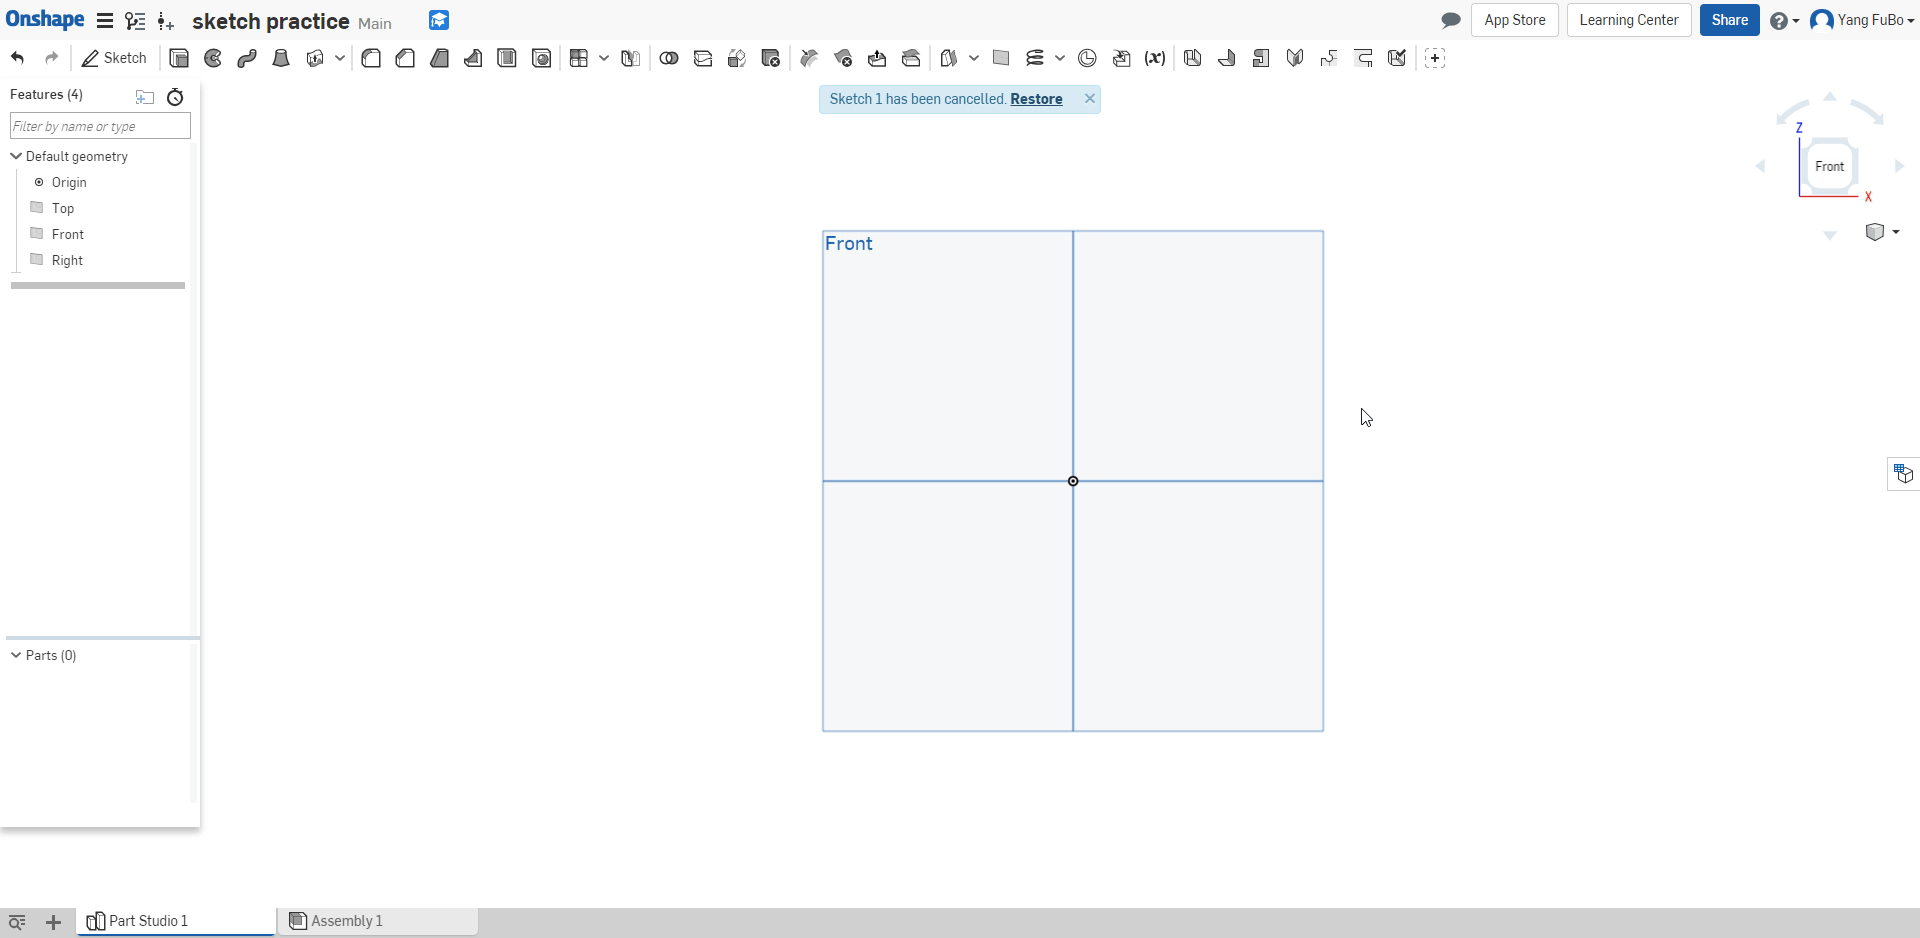 Onshape sketch practice Main App Store Learning Center Share Yang FuBo
Sketch (x)
Features (4)
Filter by name or type
Sketch 1 has been cancelled. Restore
Default geometry
Origin
Top
Front
Right
Front
Z
Front
X
Parts (0)
Part Studio 1 Assembly 1